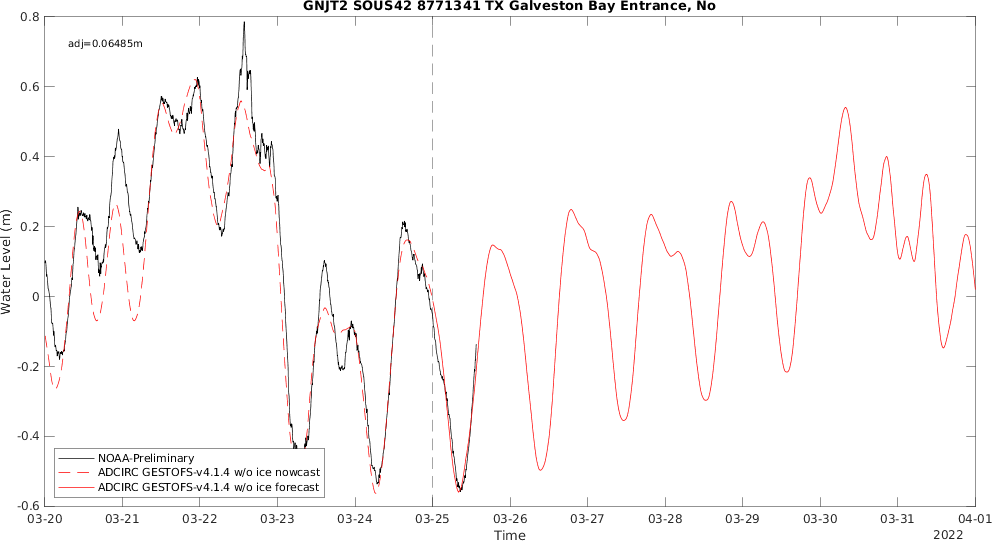 GNJT2 SOUS42 8771341 TX Galveston Bay Entrance, No
adj=0.06485m
Water Level (m)
0.8
0.6
0.4
0.2
0
-0.2
-0.4
-0.6
NOAA-Preliminary
ADCIRC GESTOFS-v4.1.4 w/o ice nowcast
ADCIRC GESTOFS-v4.1.4 w/o ice forecast
03-20 03-21 03-22 03-23 03-24 03-25 03-26 03-27 03-28 03-29 03-30 03-31 04-01
Time
2022